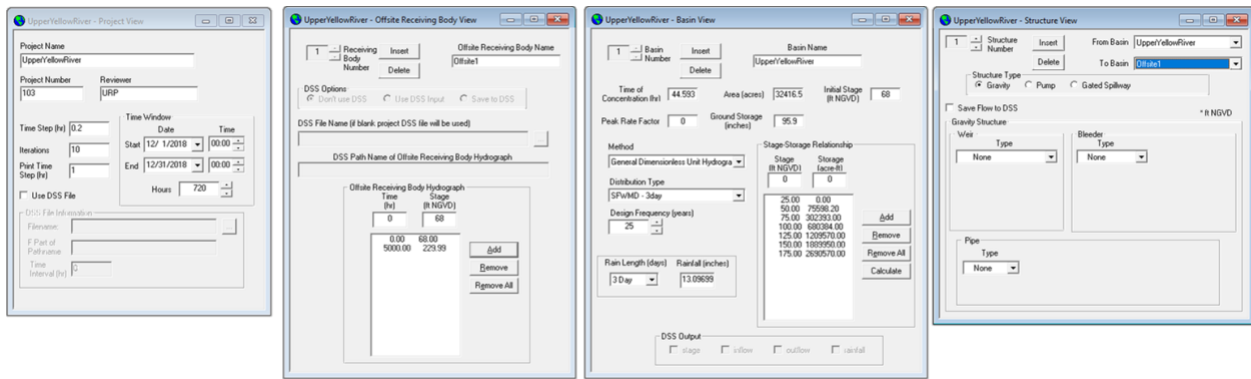 UpperYellowRiver - Project View
Project Name
UpperYellowRiver
Project Number Reviewer
103 URP
Time Step (hr) 0.2
Iterations 10
Print Time Step (hr) 1
Use DSS File
Time Window
Date Time
Start 12/ 1/2018 00:00
End 12/31/2018 00:00
Hours 720
DSS File Information
Filename: ...
F Part of Pathname
Time Interval (hr) 0
UpperYellowRiver - Offsite Receiving Body View
1 Receiving Body Number
Insert
Delete
Offsite Receiving Body Name
Offsite1
DSS Options
Don't use DSS Use DSS Input Save to DSS
DSS File Name (if blank project DSS file will be used)
...
DSS Path Name of Offsite Receiving Body Hydrograph
Offsite Receiving Body Hydrograph
Time (hr) Stage (ft NGVD)
0 68
0.00 68.00
5000.00 229.99
Add
Remove
Remove All
UpperYellowRiver - Basin View
1 Basin Number
Insert
Delete
Basin Name
UpperYellowRiver
Time of Concentration (hr) 44.593 Area (acres) 32416.5 Initial Stage (ft NGVD) 68
Peak Rate Factor 0 Ground Storage (inches) 95.9
Method
General Dimensionless Unit Hydrogra
Distribution Type
SFWMD - 3day
Design Frequency (years)
25
Rain Length (days) Rainfall (inches)
3 Day 13.09699
Stage-Storage Relationship
Stage (ft NGVD) Storage (acre-ft)
0 0
25.00 0.00
50.00 75598.20
75.00 302393.00
100.00 680384.00
125.00 1209570.00
150.00 1889950.00
175.00 2690570.00
Add
Remove
Remove All
Calculate
DSS Output
stage inflow outflow rainfall
UpperYellowRiver - Structure View
1 Structure Number
Insert
Delete
From Basin UpperYellowRiver
To Basin Offsite1
Structure Type
Gravity Pump Gated Spillway
Save Flow to DSS
* ft NGVD
Gravity Structure
Weir
Type
None
Bleeder
Type
None
Pipe
Type
None